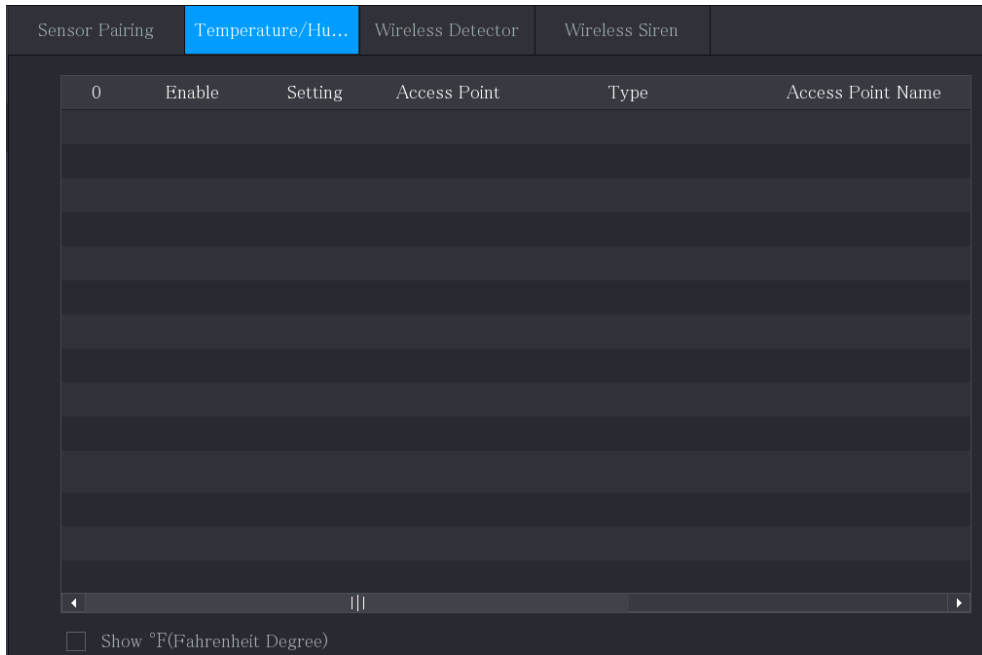 Sensor Pairing Temperature/Hu... Wireless Detector Wireless Siren
0 Enable Setting Access Point Type Access Point Name
Show °F(Fahrenheit Degree)